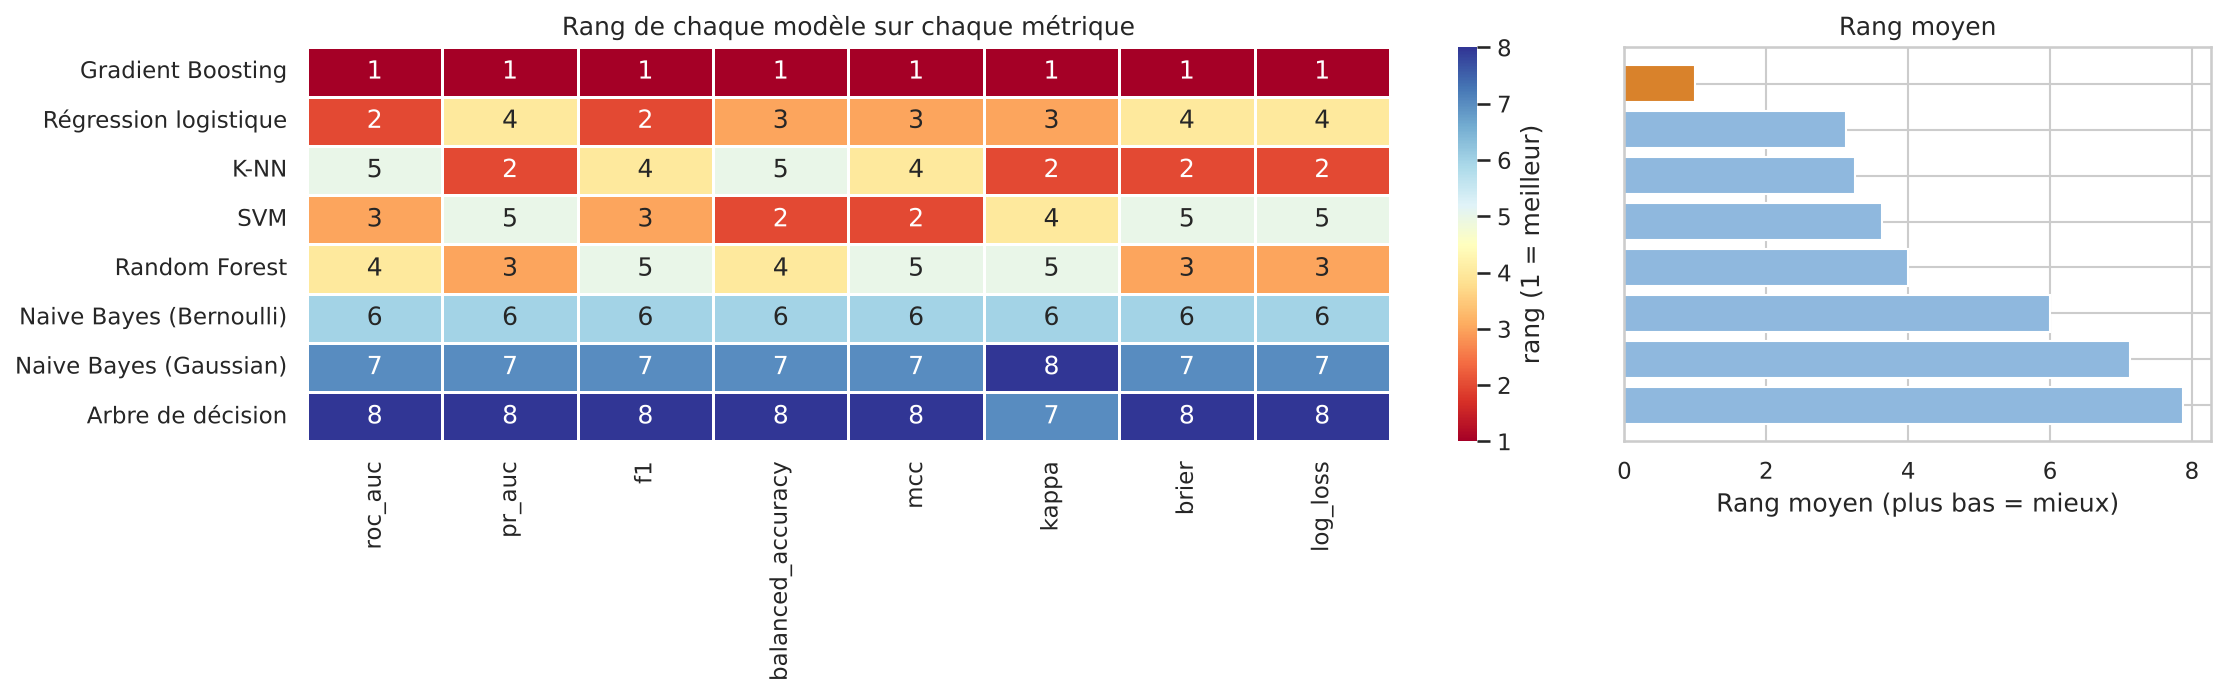 Rang de chaque modèle sur chaque métrique
Gradient Boosting 1 1 1 1 1 1 1 1
Régression logistique 2 4 2 3 3 3 4 4
K-NN 5 2 4 5 4 2 2 2
SVM 3 5 3 2 2 4 5 5
Random Forest 4 3 5 4 5 5 3 3
Naive Bayes (Bernoulli) 6 6 6 6 6 6 6 6
Naive Bayes (Gaussian) 7 7 7 7 7 8 7 7
Arbre de décision 8 8 8 8 8 7 8 8
roc_auc
pr_auc
f1
balanced_accuracy
mcc
kappa
brier
log_loss
8
7
6
5
4
3
2
1
rang (1 = meilleur)
Rang moyen
0 2 4 6 8
Rang moyen (plus bas = mieux)